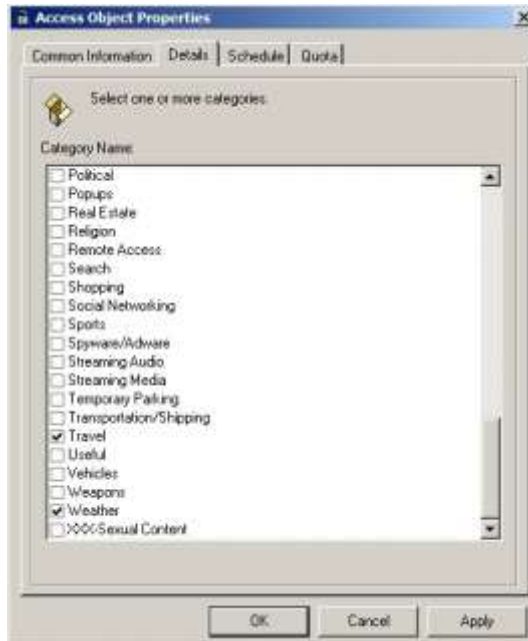 Access Object Properties
Common Information Details Schedule Quota
Select one or more categories.
Category Name:
Political
Popups
Real Estate
Religion
Remote Access
Search
Shopping
Social Networking
Sports
Spyware/Adware
Streaming Audio
Streaming Media
Temporary Parking
Transportation/Shipping
Travel
Useful
Vehicles
Weapons
Weather
XXX-Sexual Content
OK Cancel Apply